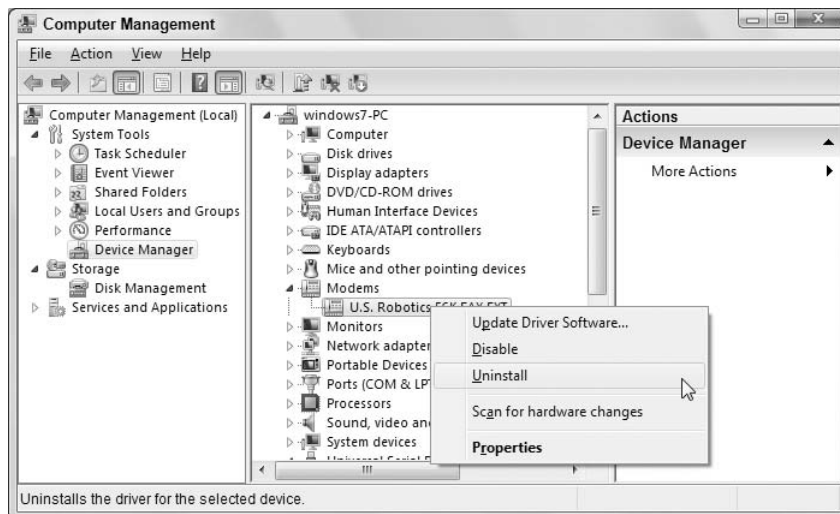 Computer Management
File Action View Help
Computer Management (Local)
System Tools
Task Scheduler
Event Viewer
Shared Folders
Local Users and Groups
Performance
Device Manager
Storage
Disk Management
Services and Applications
windows7-PC
Computer
Disk drives
Display adapters
DVD/CD-ROM drives
Human Interface Devices
IDE ATA/ATAPI controllers
Keyboards
Mice and other pointing devices
Modems
U.S. Robotics
Monitors
Network adapter
Portable Devices
Ports (COM & LPT
Processors
Sound, video an
System devices
Update Driver Software...
Disable
Uninstall
Scan for hardware changes
Properties
Actions
Device Manager
More Actions
Uninstalls the driver for the selected device.